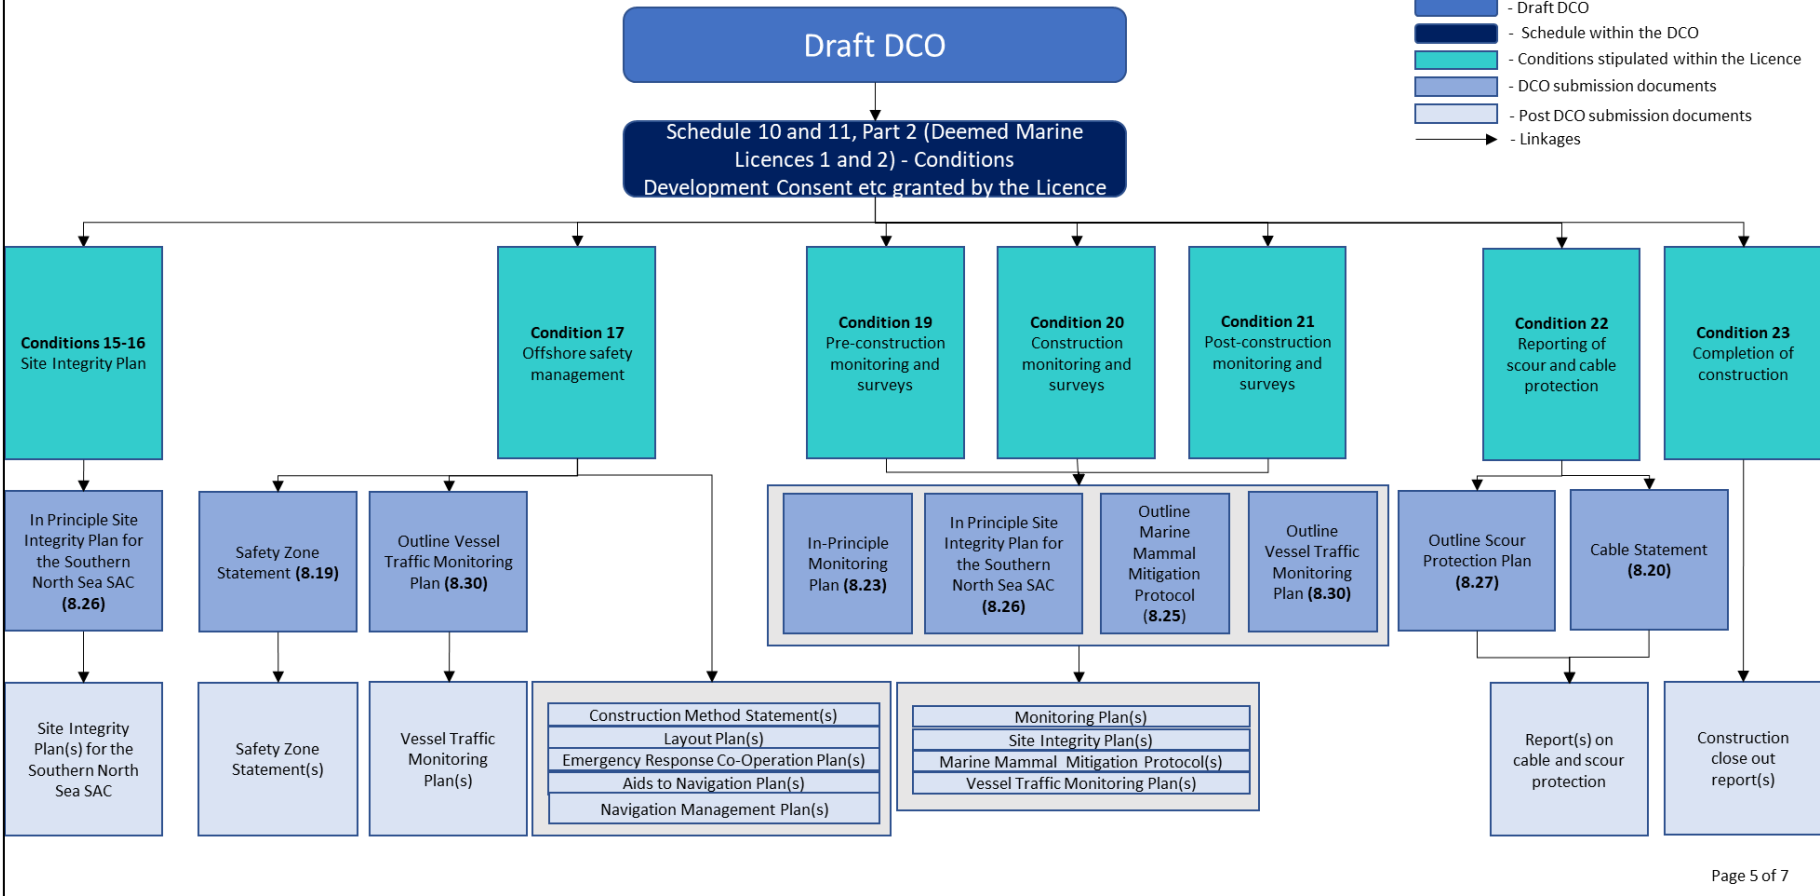 - Draft DCO
- Schedule within the DCO
- Conditions stipulated within the Licence
- DCO submission documents
- Post DCO submission documents
- Linkages
Draft DCO
Schedule 10 and 11, Part 2 (Deemed Marine
Licences 1 and 2) - Conditions
Development Consent etc granted by the Licence
Conditions 15-16
Site Integrity Plan
Condition 17
Offshore safety
management
Condition 19
Pre-construction
monitoring and
surveys
Condition 20
Construction
monitoring and
surveys
Condition 21
Post-construction
monitoring and
surveys
Condition 22
Reporting of
scour and cable
protection
Condition 23
Completion of
construction
In Principle Site
Integrity Plan for
the Southern
North Sea SAC
(8.26)
Safety Zone
Statement (8.19)
Outline Vessel
Traffic Monitoring
Plan (8.30)
In-Principle
Monitoring
Plan (8.23)
In Principle Site
Integrity Plan for
the Southern
North Sea SAC
(8.26)
Outline
Marine
Mammal
Mitigation
Protocol
(8.25)
Outline
Vessel Traffic
Monitoring
Plan (8.30)
Outline Scour
Protection Plan
(8.27)
Cable Statement
(8.20)
Site Integrity
Plan(s) for the
Southern North
Sea SAC
Safety Zone
Statement(s)
Vessel Traffic
Monitoring
Plan(s)
Construction Method Statement(s)
Layout Plan(s)
Emergency Response Co-Operation Plan(s)
Aids to Navigation Plan(s)
Navigation Management Plan(s)
Monitoring Plan(s)
Site Integrity Plan(s)
Marine Mammal Mitigation Protocol(s)
Vessel Traffic Monitoring Plan(s)
Report(s) on
cable and scour
protection
Construction
close out
report(s)
Page 5 of 7